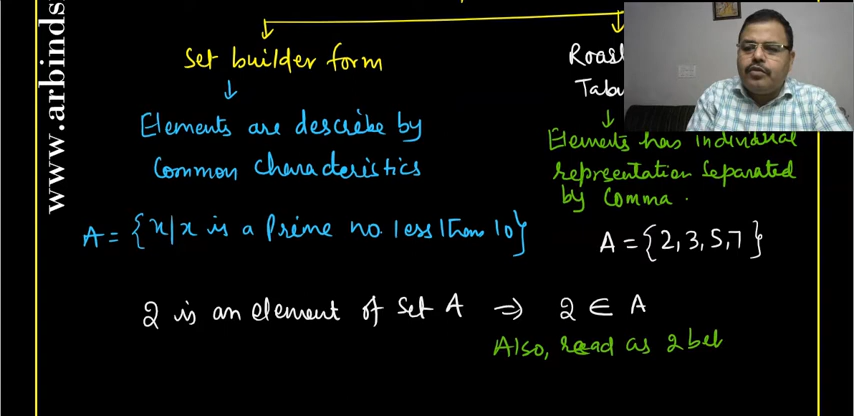 www.arbinds
Set builder form
Elements are describe by
Common characteristics
A = {x/x is a Prime no. less than 10}
Roas
Tabu
Elements has individual
representation separated
by Comma.
A = {2, 3, 5, 7}
2 is an element of Set A ⇒ 2 ∈ A
Also, read as 2 bel